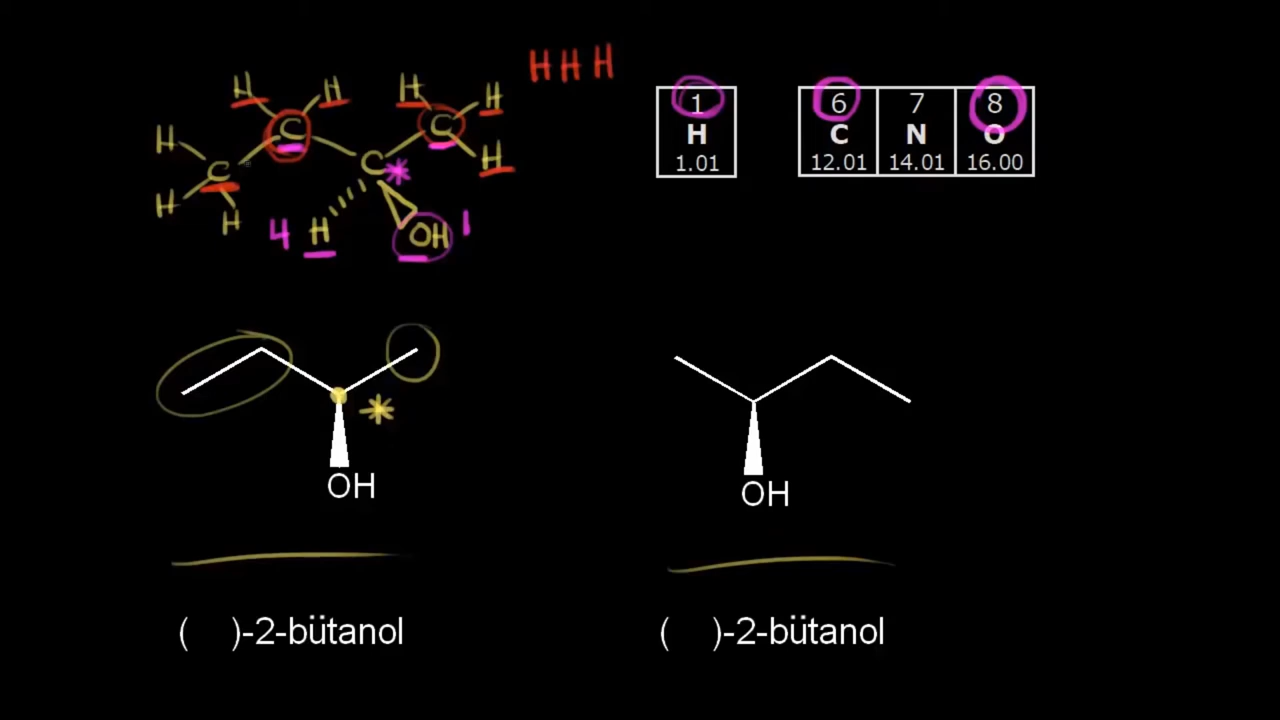 H H H H H H H
H C C 1 6 7 8
H C C * H H C N O
H H 4 H OH 1 1.01 12.01 14.01 16.00
*
OH OH
( )-2-bütanol ( )-2-bütanol